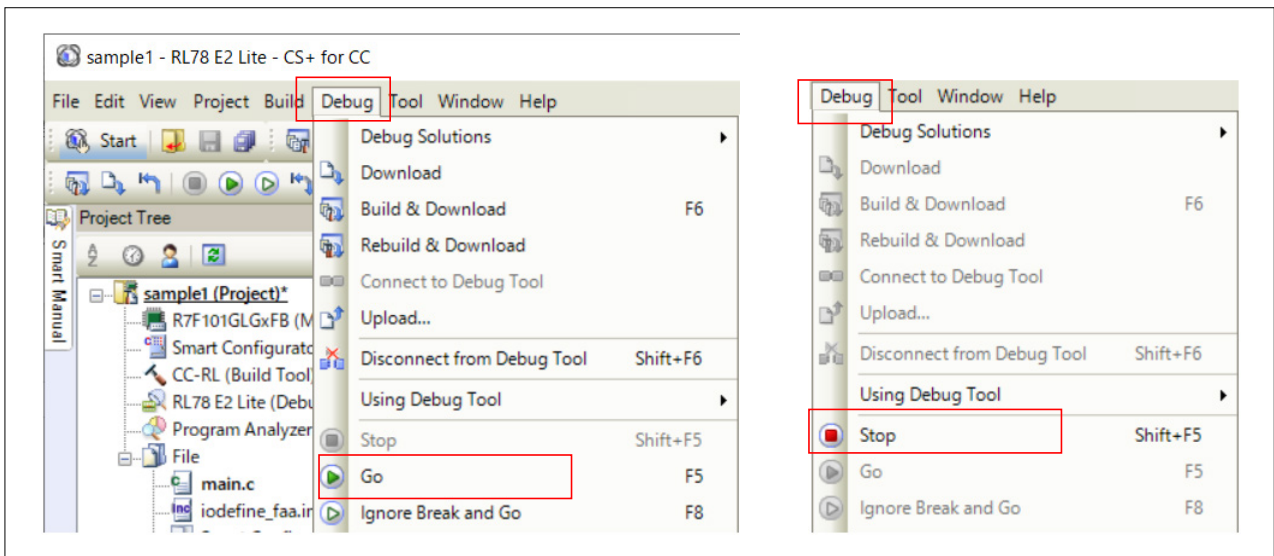 sample1 - RL78 E2 Lite - CS+ for CC
File Edit View Project Build Debug Tool Window Help
Start
Project Tree
Smart Manual
sample1 (Project)*
R7F101GLGxFB (M
Smart Configurato
CC-RL (Build Tool)
RL78 E2 Lite (Debu
Program Analyzer
File
main.c
iodefine_faa.in
Debug Solutions
Download
Build & Download F6
Rebuild & Download
Connect to Debug Tool
Upload...
Disconnect from Debug Tool Shift+F6
Using Debug Tool
Stop Shift+F5
Go F5
Ignore Break and Go F8
Debug Tool Window Help
Debug Solutions
Download
Build & Download F6
Rebuild & Download
Connect to Debug Tool
Upload...
Disconnect from Debug Tool Shift+F6
Using Debug Tool
Stop Shift+F5
Go F5
Ignore Break and Go F8